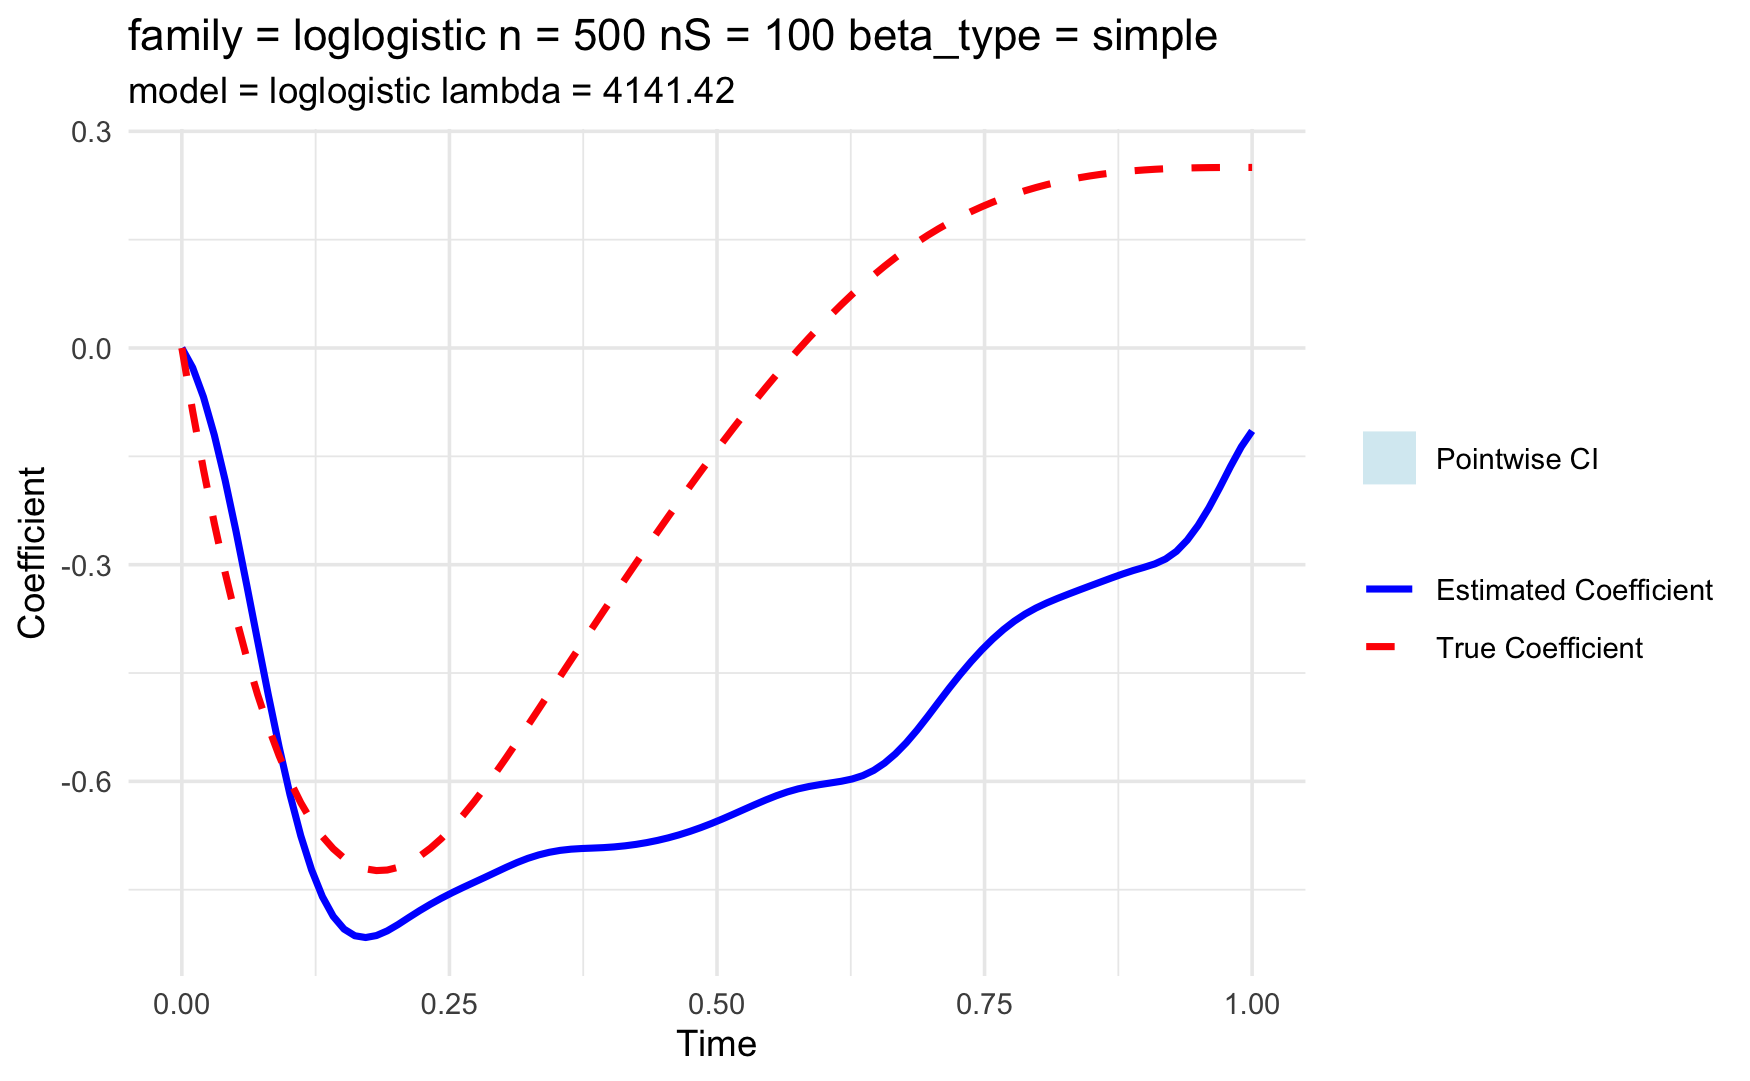 family = loglogistic n = 500 nS = 100 beta_type = simple
model = loglogistic lambda = 4141.42
0.3
0.0
-0.3
-0.6
Coefficient
0.00 0.25 0.50 0.75 1.00
Time
Pointwise CI
Estimated Coefficient
True Coefficient